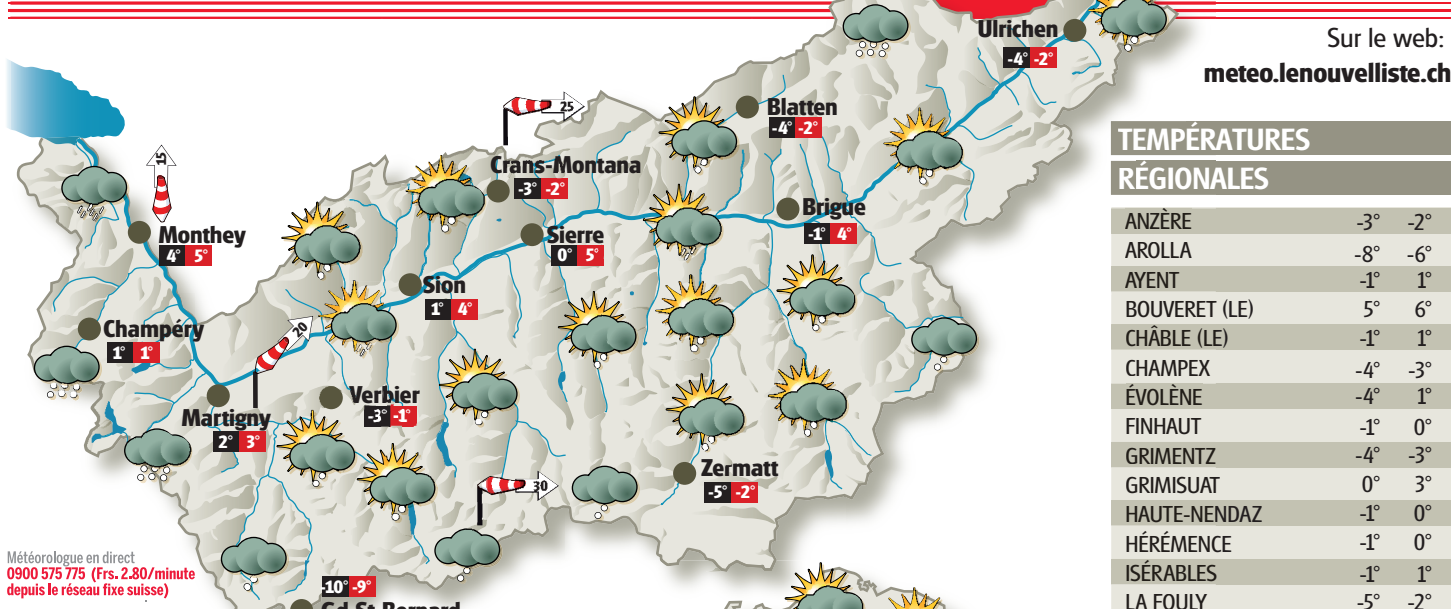 Sur le web:
meteo.lenouvelliste.ch
Ulrichen
-4° -2°
Blatten
-4° -2°
25
Crans-Montana
-3° -2°
15
Monthey
4° 5°
Brigue
-1° 4°
Sierre
0° 5°
Sion
1° 4°
20
Champéry
1° 1°
Verbier
-3° -1°
Martigny
2° 3°
Zermatt
-5° -2°
30
Météorologue en direct
0900 575 775 (Frs. 2.80/minute
depuis le réseau fixe suisse)
-10° -9°
Gd-St-Bernard
TEMPÉRATURES
RÉGIONALES
ANZÈRE -3° -2°
AROLLA -8° -6°
AYENT -1° 1°
BOUVERET (LE) 5° 6°
CHÂBLE (LE) -1° 1°
CHAMPEX -4° -3°
ÉVOLÈNE -4° 1°
FINHAUT -1° 0°
GRIMENTZ -4° -3°
GRIMISUAT 0° 3°
HAUTE-NENDAZ -1° 0°
HÉRÉMENCE -1° 0°
ISÉRABLES -1° 1°
LA FOULY -5° -2°